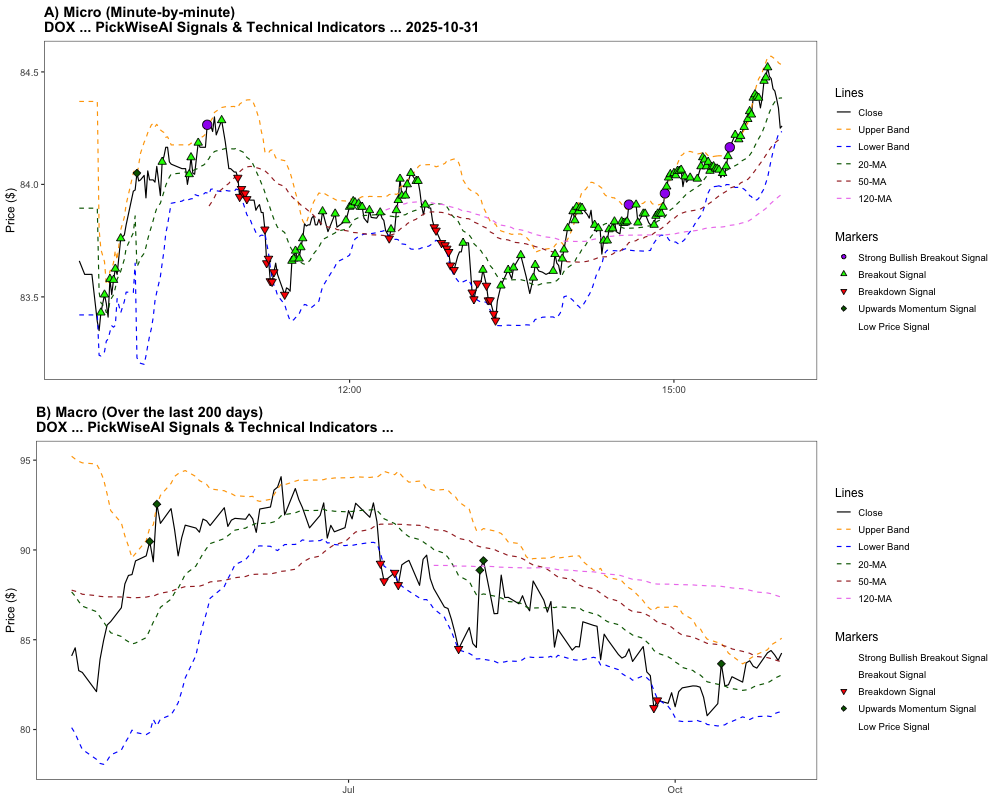 A) Micro (Minute-by-minute)
DOX ... PickWiseAI Signals & Technical Indicators ... 2025-10-31
Price ($)
84.5
84.0
83.5
12:00
15:00
Lines
Close
Upper Band
Lower Band
20-MA
50-MA
120-MA
Markers
Strong Bullish Breakout Signal
Breakout Signal
Breakdown Signal
Upwards Momentum Signal
Low Price Signal
B) Macro (Over the last 200 days)
DOX ... PickWiseAI Signals & Technical Indicators ...
Price ($)
95
90
85
80
Jul
Oct
Lines
Close
Upper Band
Lower Band
20-MA
50-MA
120-MA
Markers
Strong Bullish Breakout Signal
Breakout Signal
Breakdown Signal
Upwards Momentum Signal
Low Price Signal